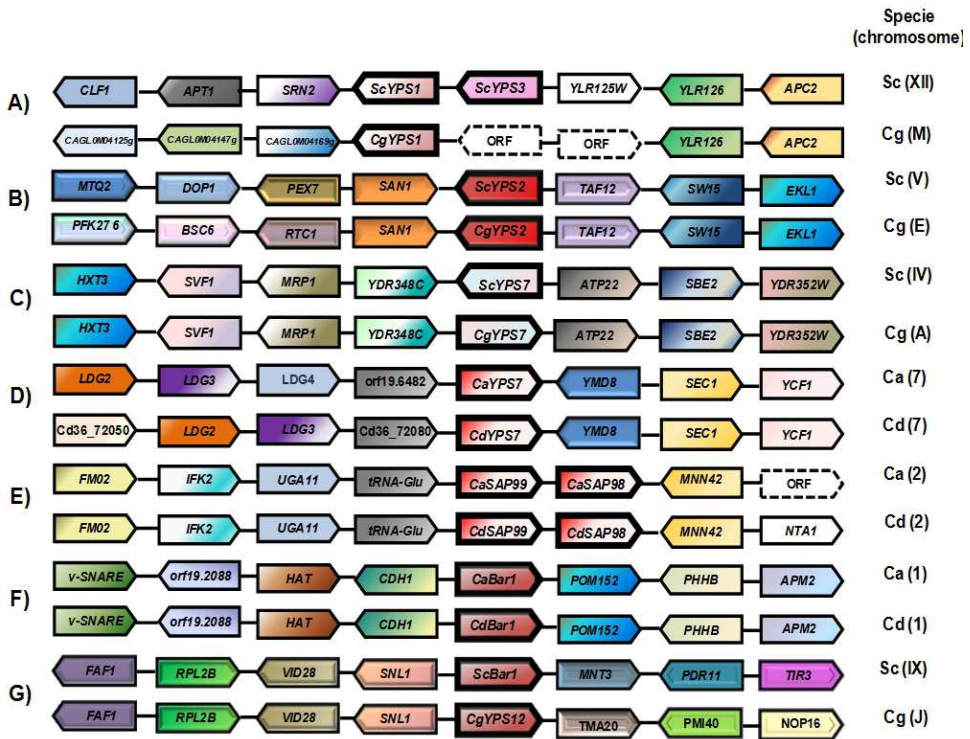 Specie
(chromosome)
A)
CLF1 APT1 SRN2 ScYPS1 ScYPS3 YLR125W YLR126 APC2 Sc (XII)
CAGL0M04125g CAGL0M04147g CAGL0M04169g CgYPS1 ORF ORF YLR126 APC2 Cg (M)
B)
MTQ2 DOP1 PEX7 SAN1 ScYPS2 TAF12 SW15 EKL1 Sc (V)
PFK27 6 BSC6 RTC1 SAN1 CgYPS2 TAF12 SW15 EKL1 Cg (E)
C)
HXT3 SVF1 MRP1 YDR348C ScYPS7 ATP22 SBE2 YDR352W Sc (IV)
HXT3 SVF1 MRP1 YDR348C CgYPS7 ATP22 SBE2 YDR352W Cg (A)
D)
LDG2 LDG3 LDG4 orf19.6482 CaYPS7 YMD8 SEC1 YCF1 Ca (7)
Cd36_72050 LDG2 LDG3 Cd36_72080 CdYPS7 YMD8 SEC1 YCF1 Cd (7)
E)
FM02 IFK2 UGA11 tRNA-Glu CaSAP99 CaSAP98 MNN42 ORF Ca (2)
FM02 IFK2 UGA11 tRNA-Glu CdSAP99 CdSAP98 MNN42 NTA1 Cd (2)
F)
v-SNARE orf19.2088 HAT CDH1 CaBar1 POM152 PHHB APM2 Ca (1)
v-SNARE orf19.2088 HAT CDH1 CdBar1 POM152 PHHB APM2 Cd (1)
G)
FAF1 RPL2B VID28 SNL1 ScBar1 MNT3 PDR11 TIR3 Sc (IX)
FAF1 RPL2B VID28 SNL1 CgYPS12 TMA20 PMI40 NOP16 Cg (J)